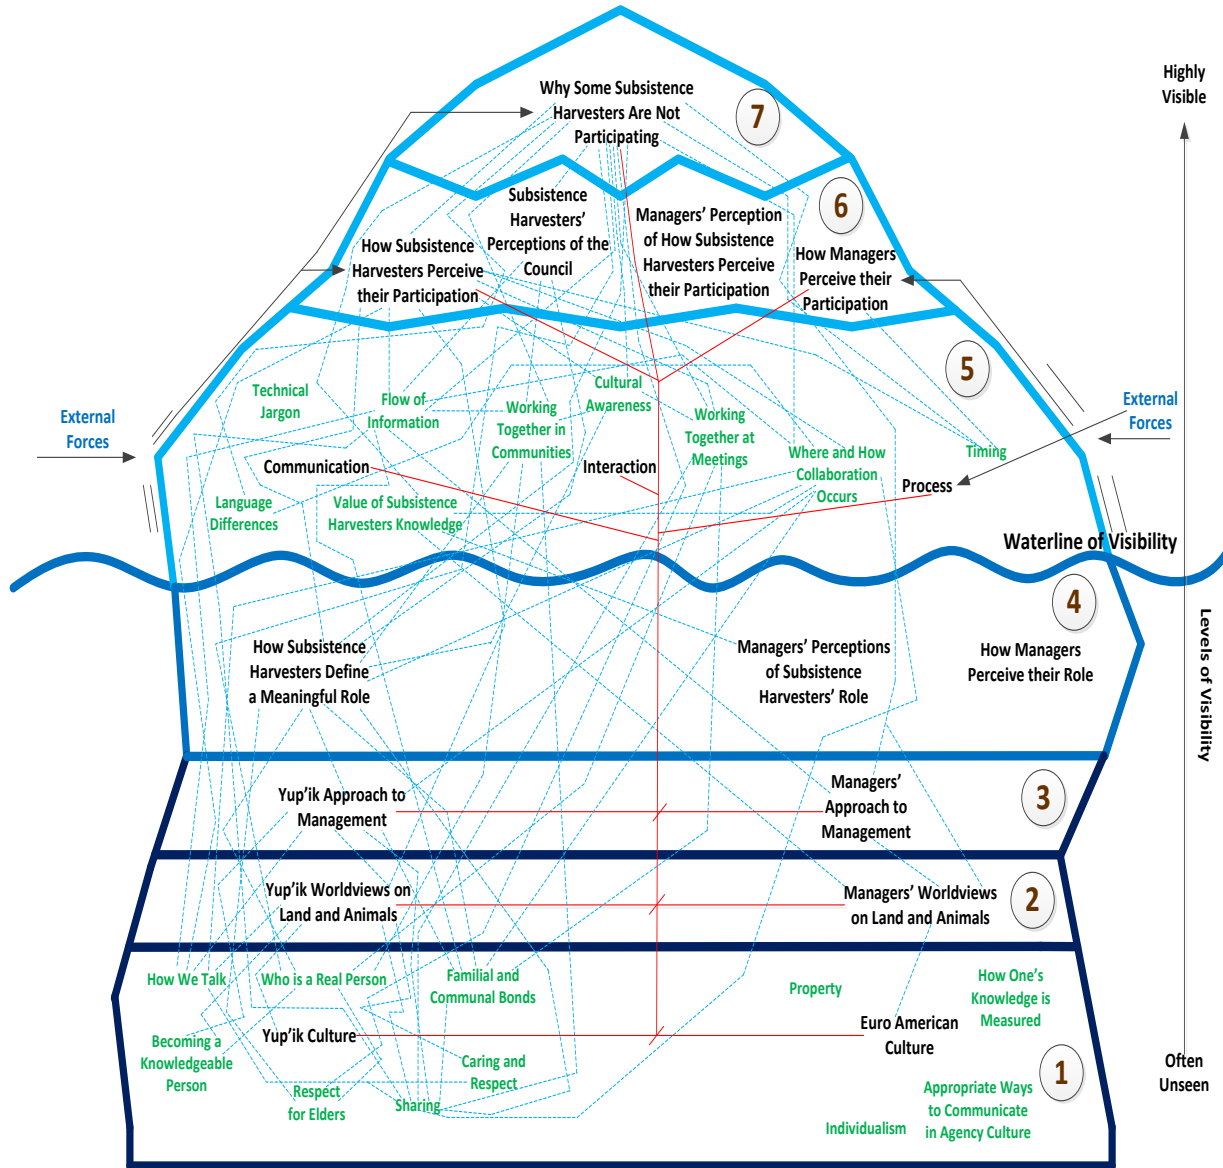 Highly
Visible
Why Some Subsistence
Harvesters Are Not
Participating
7
6
Subsistence
Harvesters'
Perceptions of the
Council
Managers' Perception
of How Subsistence
Harvesters Perceive
their Participation
How Subsistence
Harvesters Perceive
their Participation
How Managers
Perceive their
Participation
5
Technical
Jargon
Flow of
Information
Cultural
Awareness
Working
Together in
Communities
Working
Together at
Meetings
External
Forces
External
Forces
Timing
Where and How
Collaboration
Occurs
Communication
Interaction
Process
Language
Differences
Value of Subsistence
Harvesters Knowledge
Waterline of Visibility
4
How Subsistence
Harvesters Define
a Meaningful Role
Managers' Perceptions
of Subsistence
Harvesters' Role
How Managers
Perceive their Role
Levels of Visibility
3
Yup'ik Approach to
Management
Managers'
Approach to
Management
2
Yup'ik Worldviews on
Land and Animals
Managers' Worldviews
on Land and Animals
How We Talk
Who is a Real Person
Familial and
Communal Bonds
Property
How One's
Knowledge is
Measured
Yup'ik Culture
Euro American
Culture
Becoming a
Knowledgeable
Person
Caring and
Respect
1
Often
Unseen
Respect
for Elders
Sharing
Individualism
Appropriate Ways
to Communicate
in Agency Culture